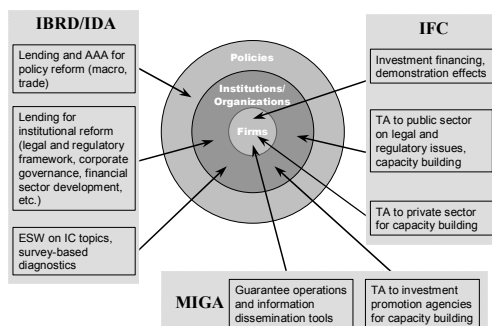 IBRD/IDA
Lending and AAA for
policy reform (macro,
trade)
Lending for
institutional reform
(legal and regulatory
framework, corporate
governance, financial
sector development,
etc.)
ESW on IC topics,
survey-based
diagnostics
Policies
Institutions/
Organizations
Firms
IFC
Investment financing,
demonstration effects
TA to public sector
on legal and
regulatory issues,
capacity building
TA to private sector
for capacity building
MIGA
Guarantee operations
and information
dissemination tools
TA to investment
promotion agencies
for capacity building